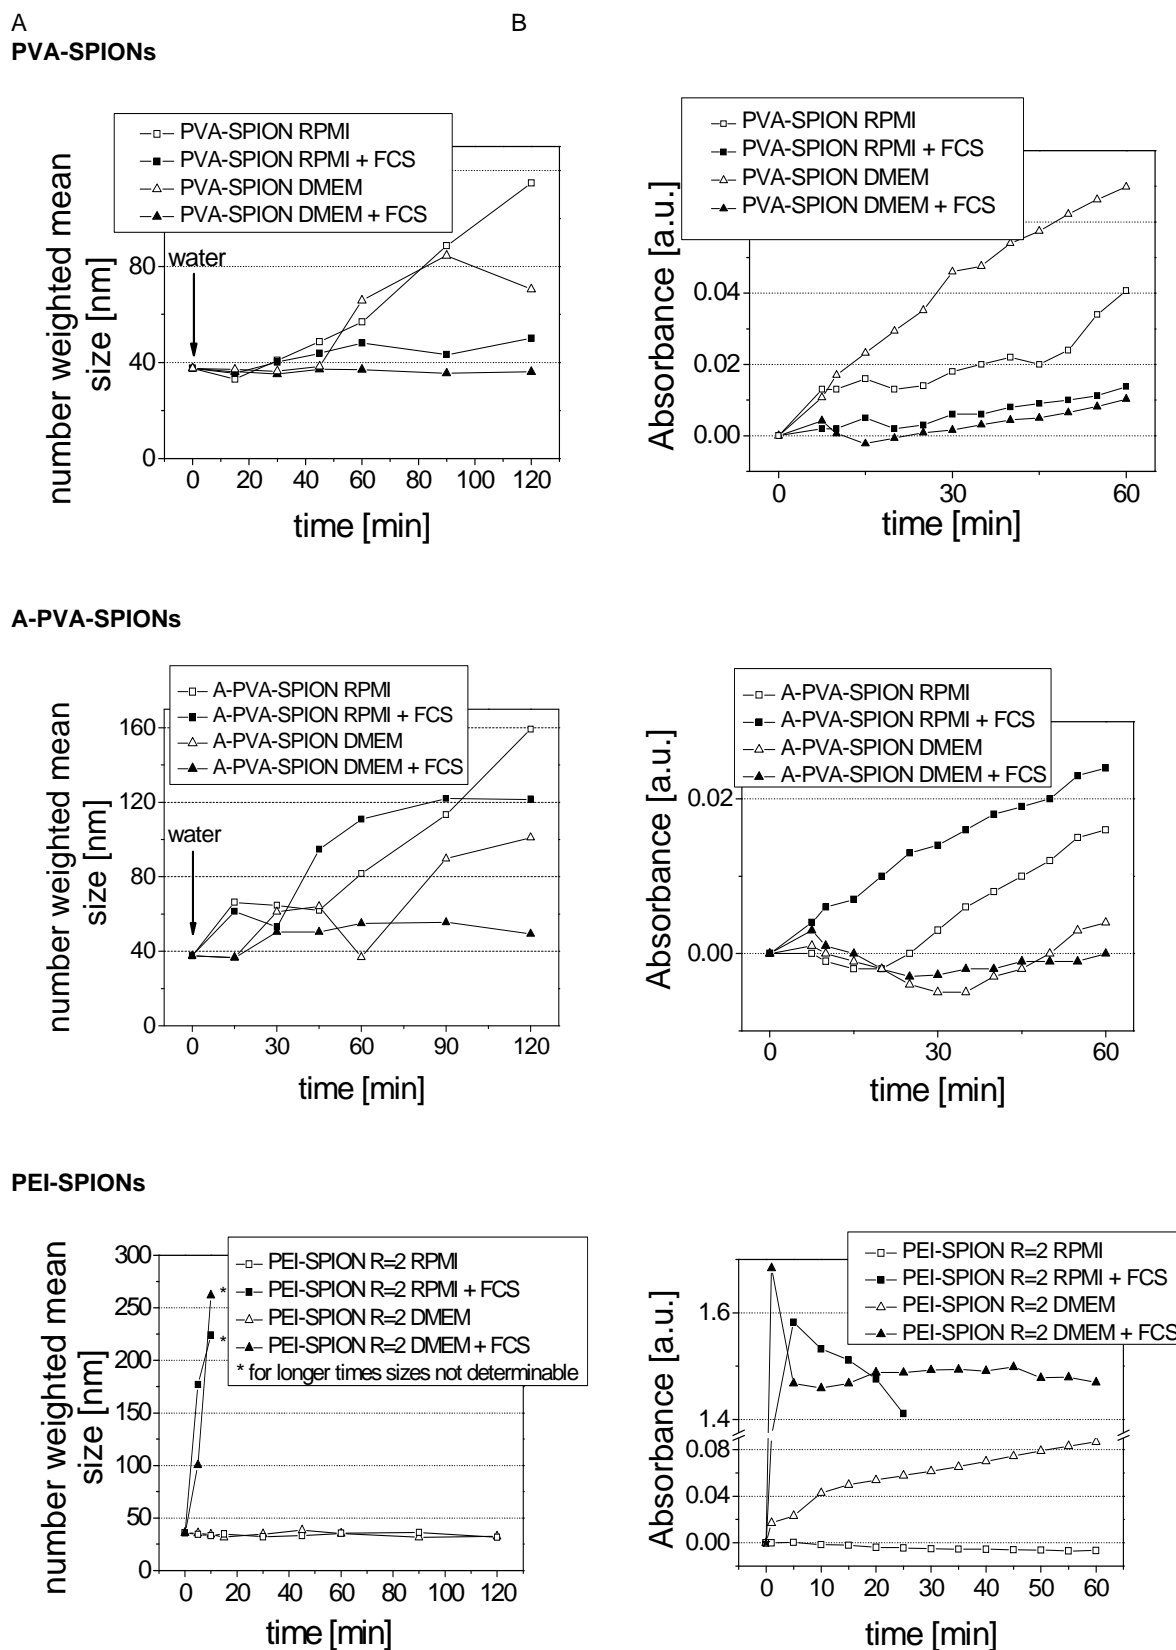 A
B
PVA-SPIONs
PVA-SPION RPMI
PVA-SPION RPMI + FCS
PVA-SPION DMEM
PVA-SPION DMEM + FCS
number weighted mean
size [nm]
water
80
40
0
0 20 40 60 80 100 120
time [min]
PVA-SPION RPMI
PVA-SPION RPMI + FCS
PVA-SPION DMEM
PVA-SPION DMEM + FCS
Absorbance [a.u.]
0.04
0.02
0.00
0 30 60
time [min]
A-PVA-SPIONs
A-PVA-SPION RPMI
A-PVA-SPION RPMI + FCS
A-PVA-SPION DMEM
A-PVA-SPION DMEM + FCS
number weighted mean
size [nm]
water
160
120
80
40
0
0 30 60 90 120
time [min]
A-PVA-SPION RPMI
A-PVA-SPION RPMI + FCS
A-PVA-SPION DMEM
A-PVA-SPION DMEM + FCS
Absorbance [a.u.]
0.02
0.00
0 30 60
time [min]
PEI-SPIONs
PEI-SPION R=2 RPMI
PEI-SPION R=2 RPMI + FCS
PEI-SPION R=2 DMEM
PEI-SPION R=2 DMEM + FCS
* for longer times sizes not determinable
*
*
number weighted mean
size [nm]
300
250
200
150
100
50
0
0 20 40 60 80 100 120
time [min]
PEI-SPION R=2 RPMI
PEI-SPION R=2 RPMI + FCS
PEI-SPION R=2 DMEM
PEI-SPION R=2 DMEM + FCS
Absorbance [a.u.]
1.6
1.4
0.08
0.04
0.00
0 10 20 30 40 50 60
time [min]